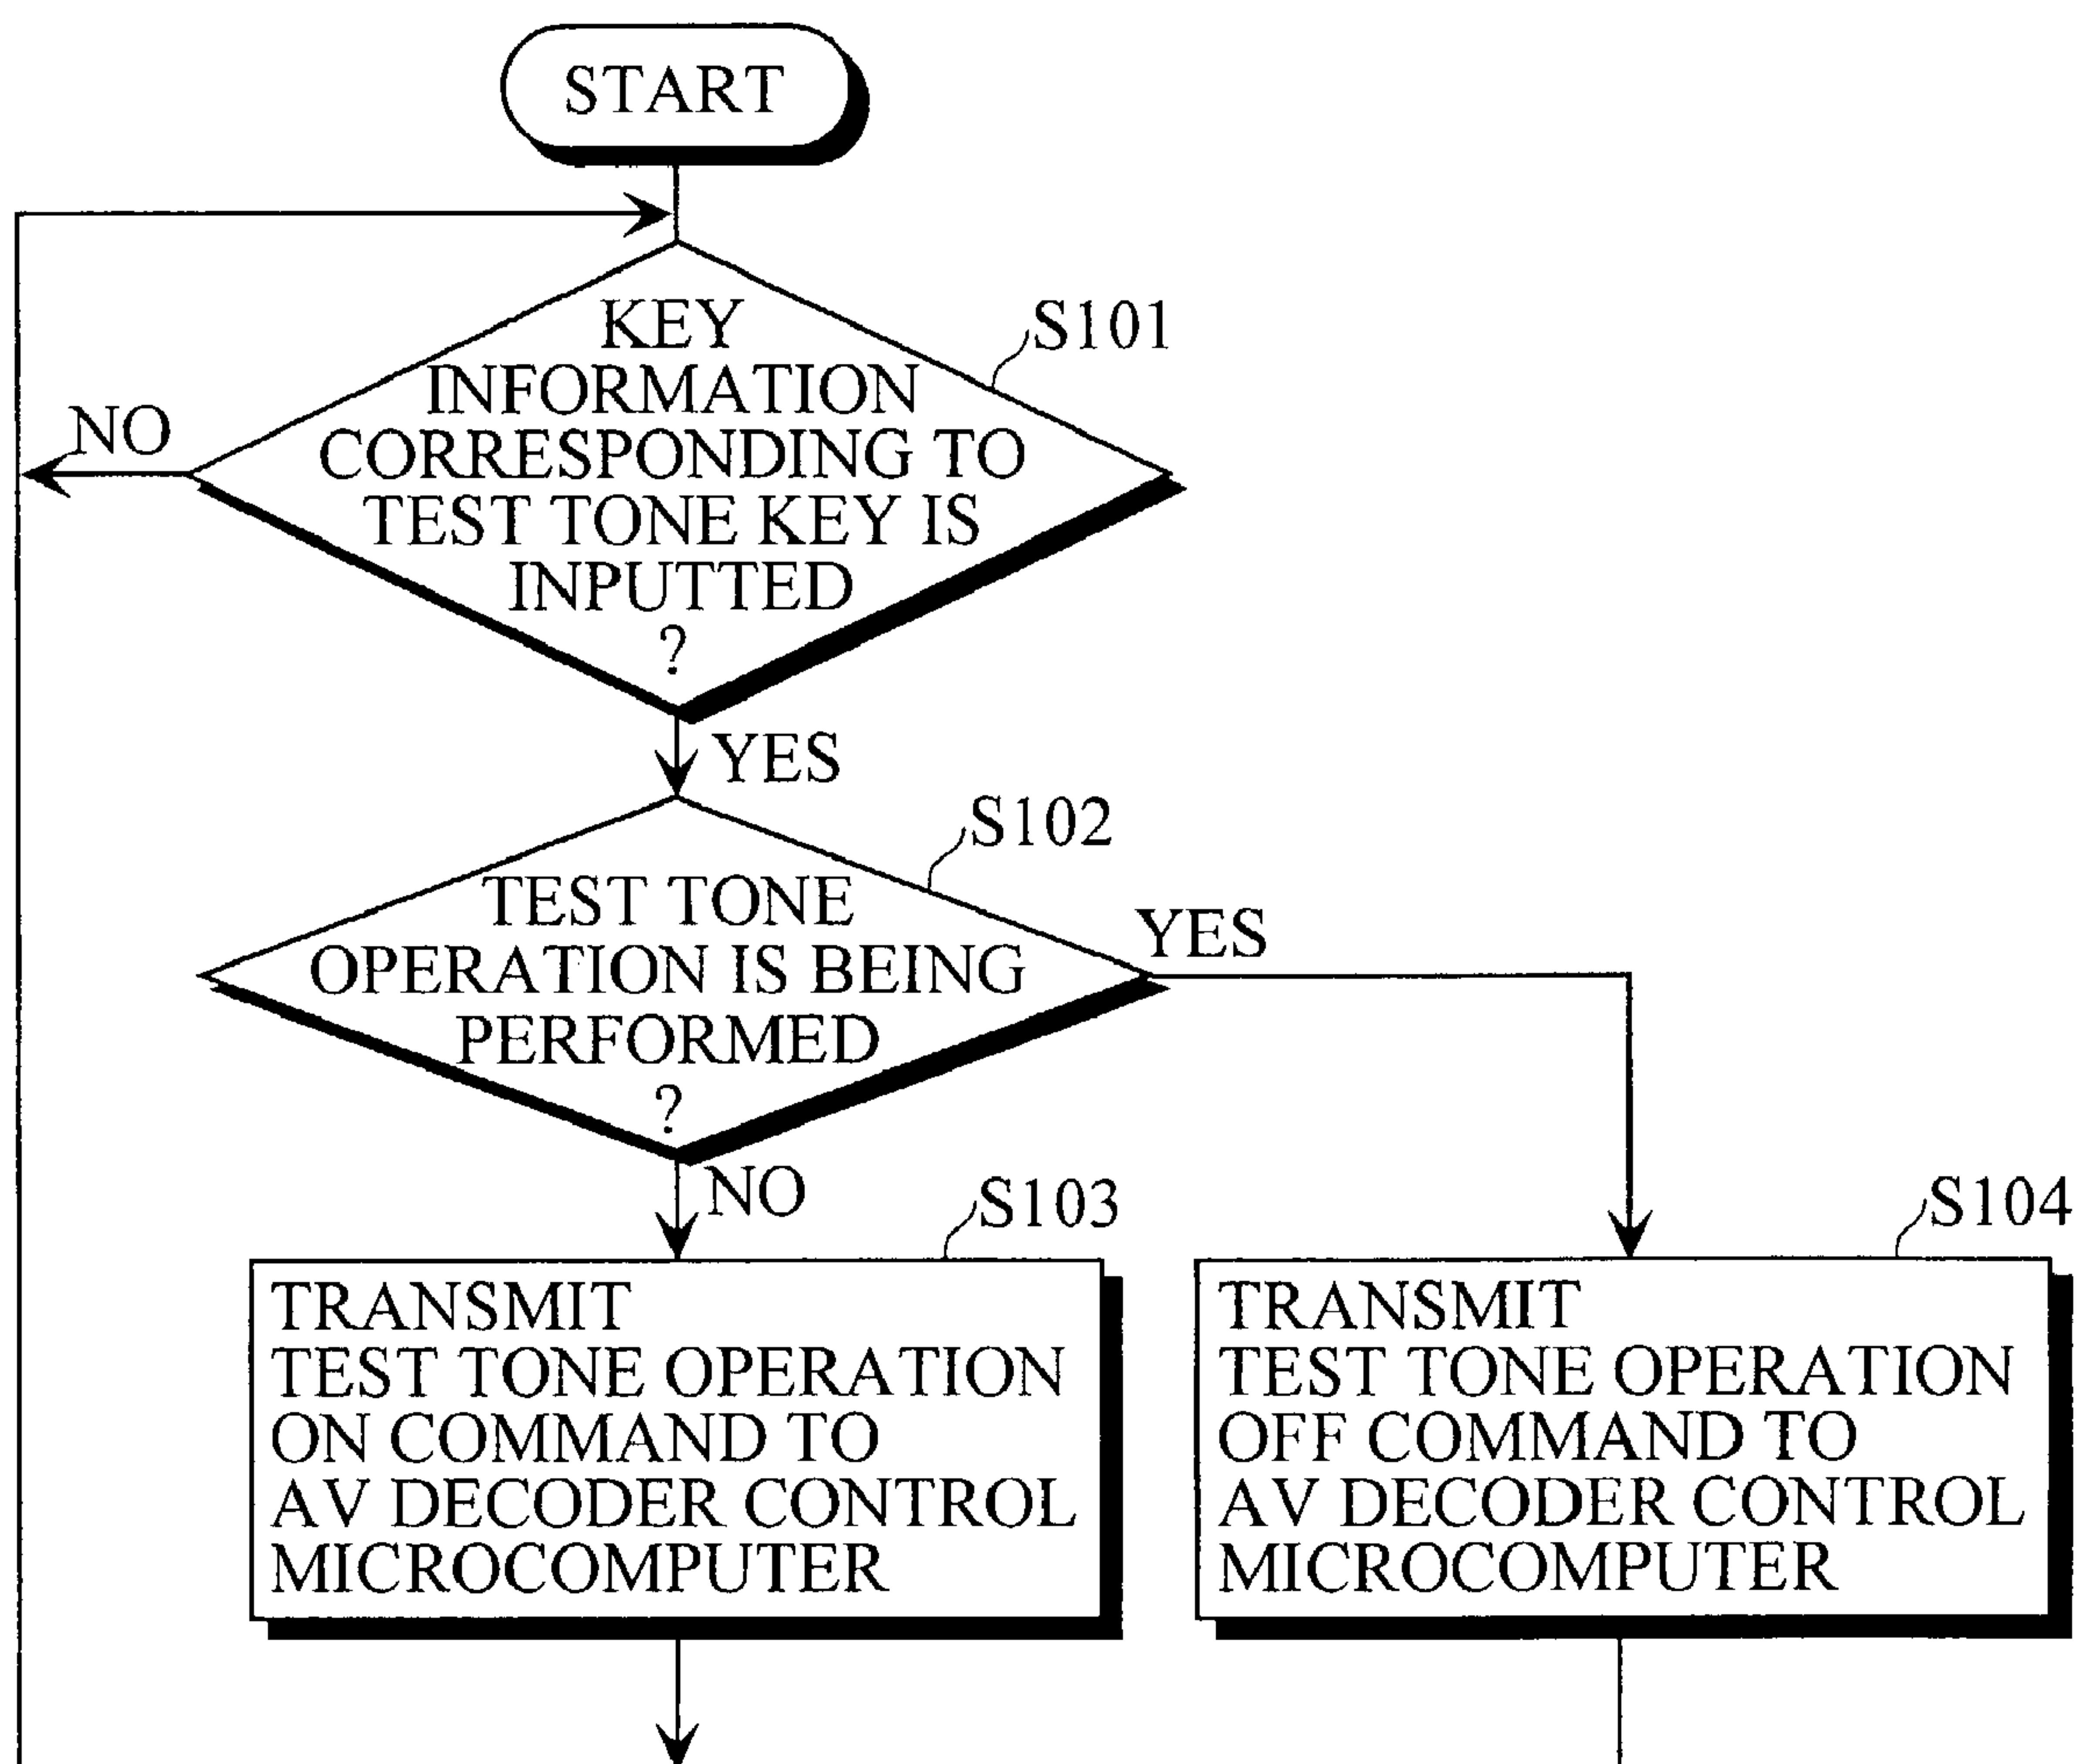 START
KEY
INFORMATION
CORRESPONDING TO
TEST TONE KEY IS
INPUTTED
?
S101
NO
YES
S102
TEST TONE
OPERATION IS BEING
PERFORMED
?
YES
NO
S103
TRANSMIT
TEST TONE OPERATION
ON COMMAND TO
AV DECODER CONTROL
MICROCOMPUTER
S104
TRANSMIT
TEST TONE OPERATION
OFF COMMAND TO
AV DECODER CONTROL
MICROCOMPUTER